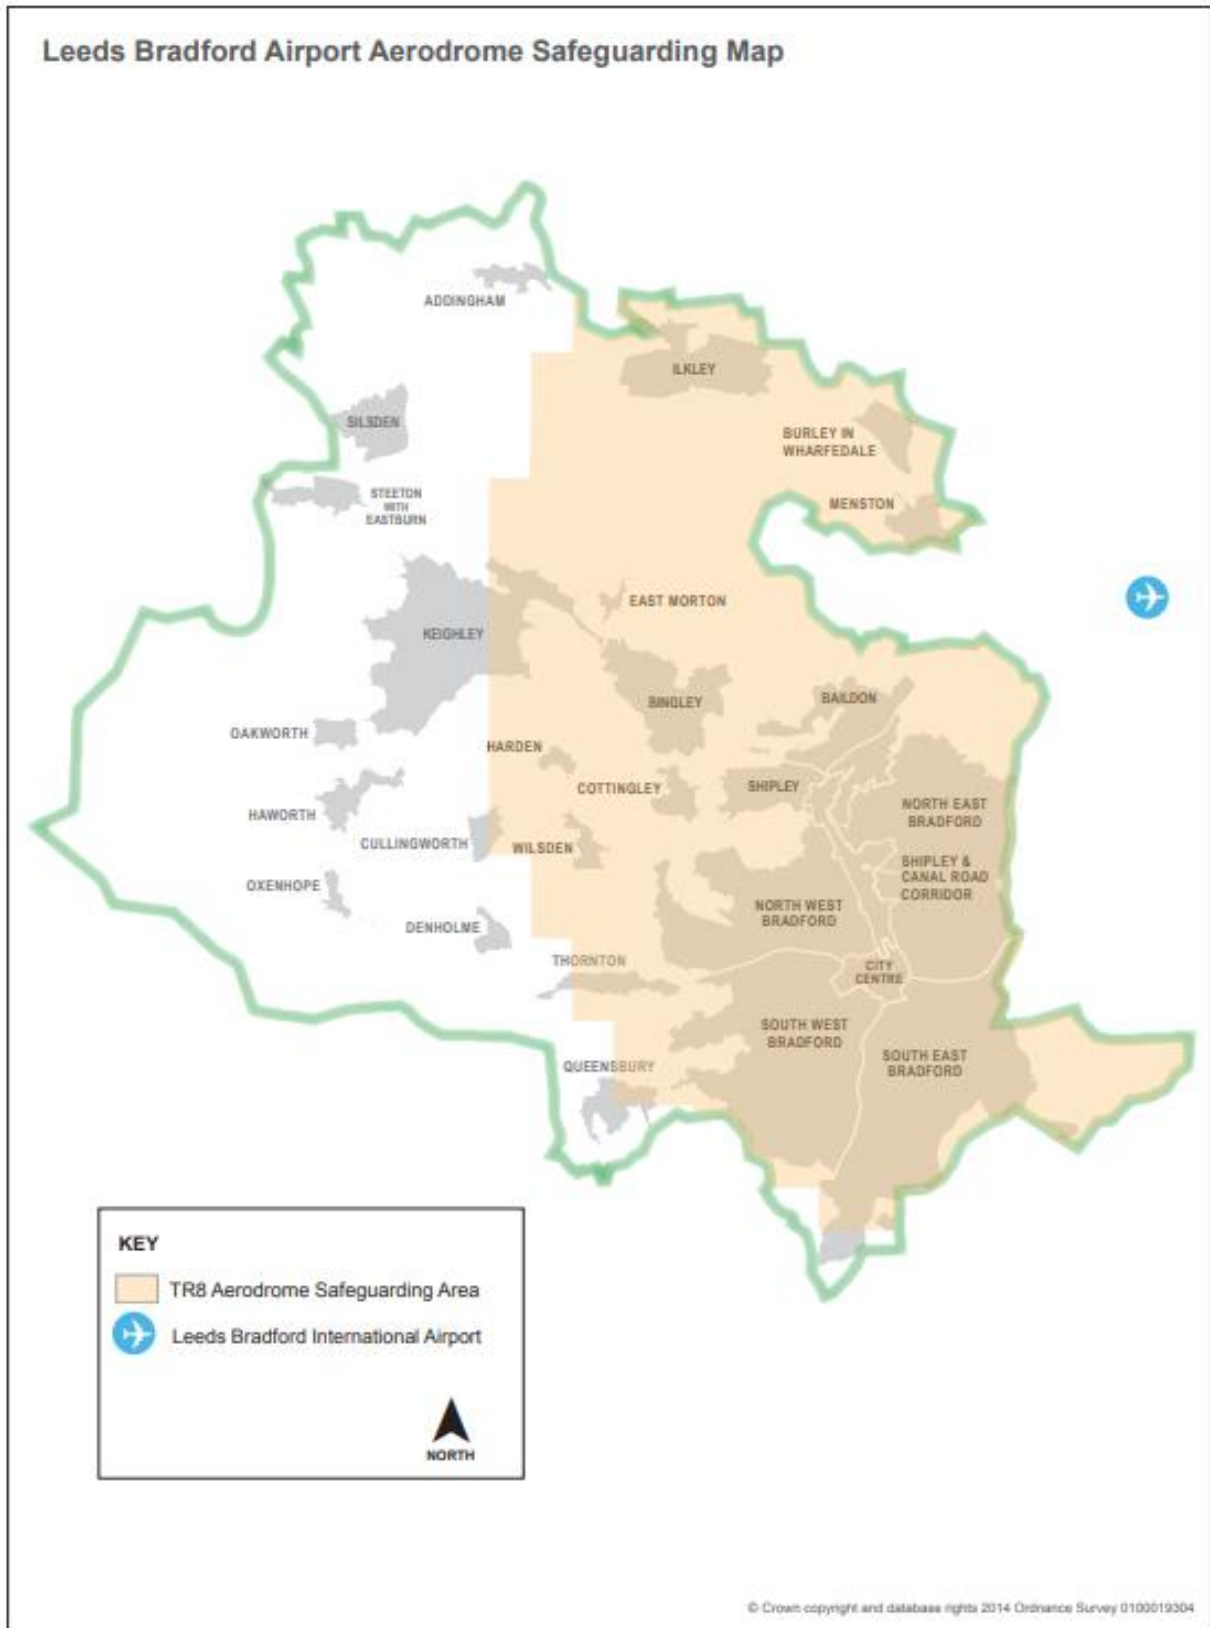 Leeds Bradford Airport Aerodrome Safeguarding Map
ADDINGHAM
ILKLEY
SILSDEN
BURLEY IN
WHARFEDALE
STEETON
WITH
EASTBURN
MENSTON
EAST MORTON
KEIGHLEY
BINGLEY
BAILDON
OAKWORTH
HARDEN
COTTINGLEY
SHIPLEY
NORTH EAST
BRADFORD
HAWORTH
CULLINGWORTH
WILSDEN
SHIPLEY &
CANAL ROAD
CORRIDOR
OXENHOPE
NORTH WEST
BRADFORD
DENHOLME
THORNTON
CITY
CENTRE
SOUTH WEST
BRADFORD
SOUTH EAST
BRADFORD
QUEENSBURY
KEY
TR8 Aerodrome Safeguarding Area
Leeds Bradford International Airport
NORTH
© Crown copyright and database rights 2014 Ordnance Survey 0100019304